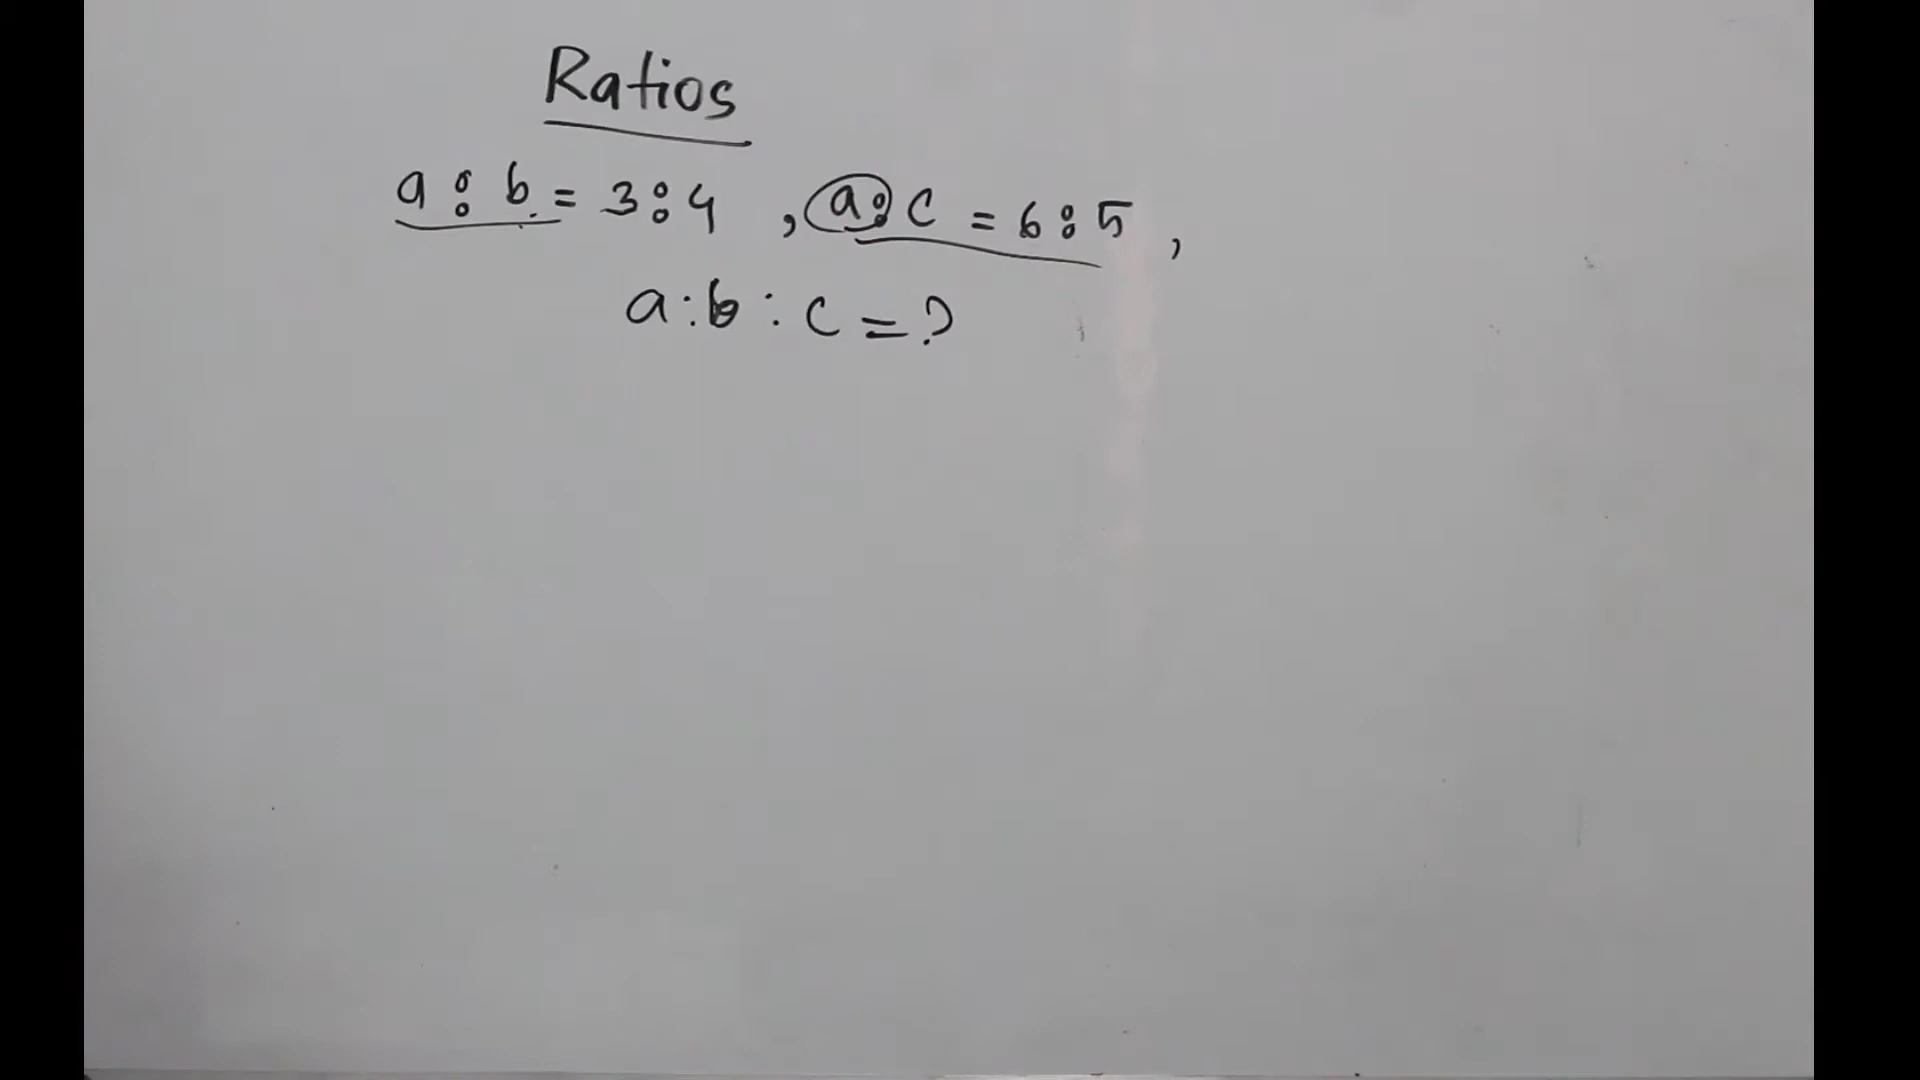 Ratios
a : b = 3 : 4 , a : c = 6 : 5 ,
a : b : c = ?